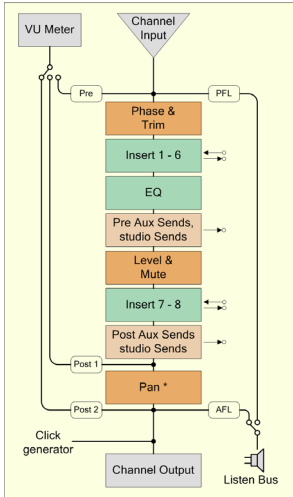 VU Meter
Channel
Input
Pre
PFL
Phase &
Trim
Insert 1 - 6
EQ
Pre Aux Sends,
studio Sends
Level &
Mute
Insert 7 - 8
Post Aux Sends
studio Sends
Post 1
Pan *
Post 2
AFL
Click
generator
Channel Output
Listen Bus